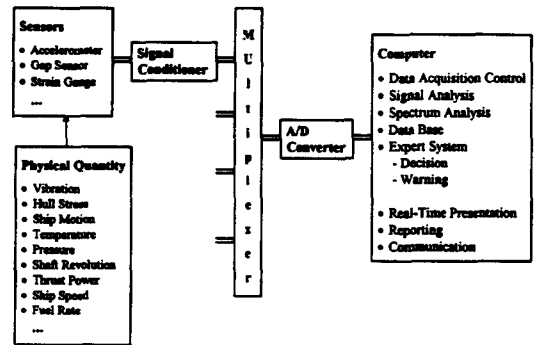 Sensors
• Accelerometer
• Gap Sensor
• Strain Gauge
...
Physical Quantity
• Vibration
• Hull Stress
• Ship Motion
• Temperature
• Pressure
• Shaft Revolution
• Thrust Power
• Ship Speed
• Fuel Rate
...
Signal
Conditioner
M
U
l
t
i
p
l
e
x
e
r
A/D
Converter
Computer
• Data Acquisition Control
• Signal Analysis
• Spectrum Analysis
• Data Base
• Expert System
- Decision
- Warning
• Real-Time Presentation
• Reporting
• Communication